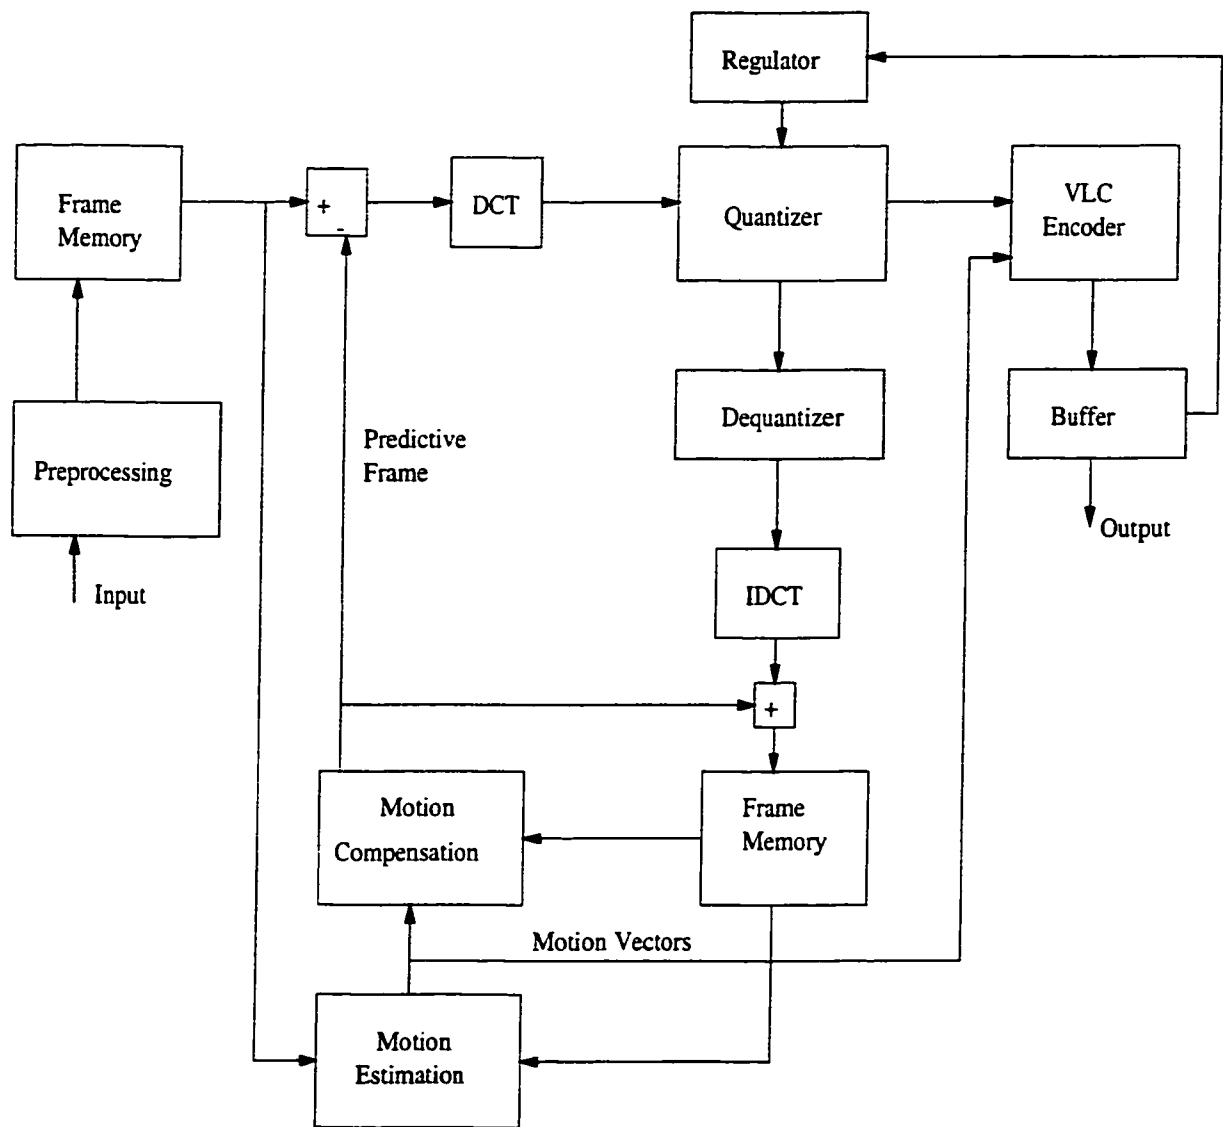 Regulator
Frame
Memory
+
-
DCT
Quantizer
VLC
Encoder
Preprocessing
Predictive
Frame
Dequantizer
Buffer
Input
Output
IDCT
+
Motion
Compensation
Frame
Memory
Motion Vectors
Motion
Estimation